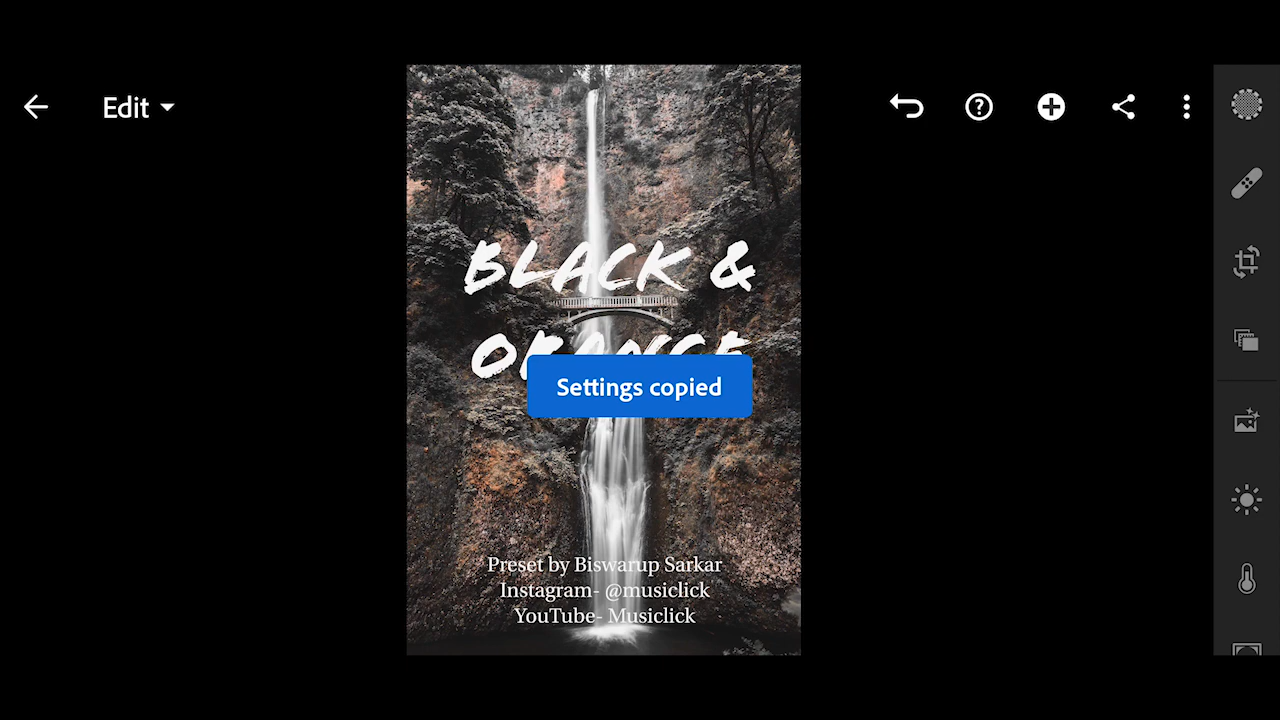 Edit
BLACK &
Settings copied
Preset by Biswarup Sarkar
Instagram- @musiclick
YouTube- Musiclick